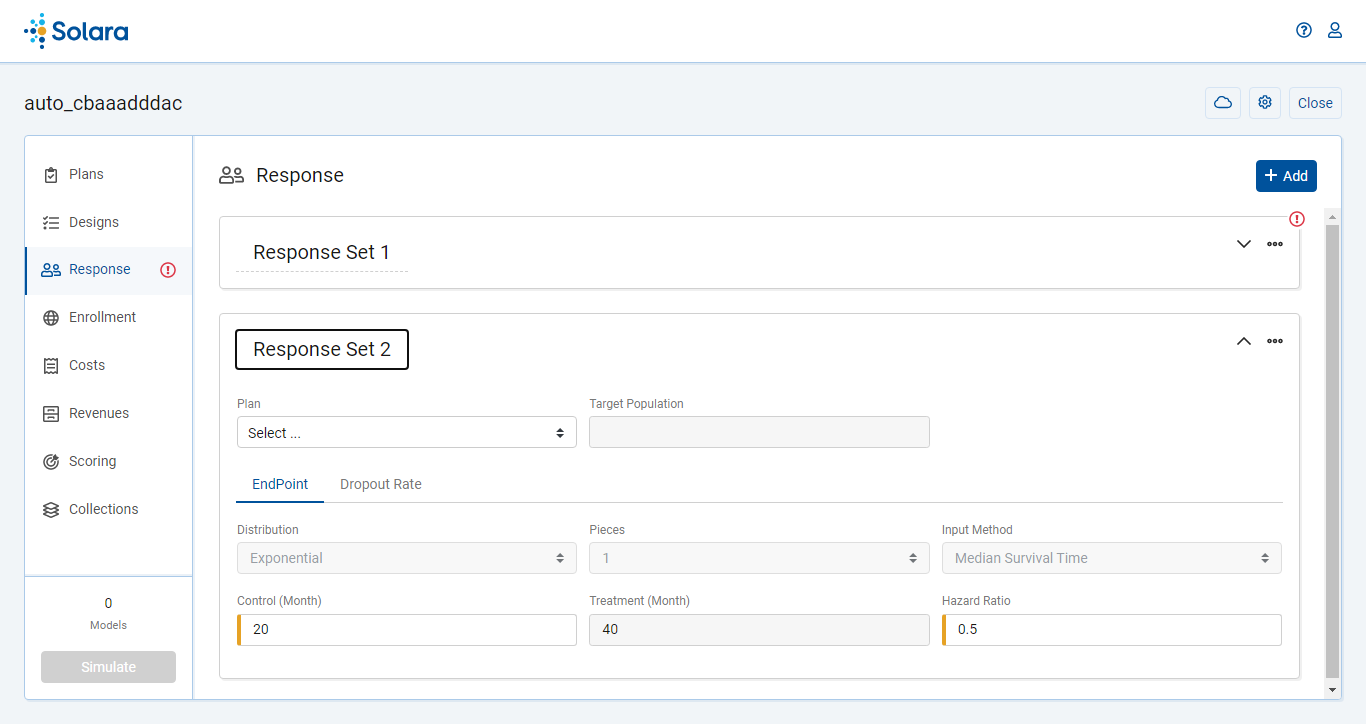 Solara
auto_cbaaadddac
Close
Plans
Designs
Response
Enrollment
Costs
Revenues
Scoring
Collections
0
Models
Simulate
Response
+ Add
Response Set 1
Response Set 2
Plan
Target Population
Select ...
EndPoint Dropout Rate
Distribution Pieces Input Method
Exponential 1 Median Survival Time
Control (Month) Treatment (Month) Hazard Ratio
20 40 0.5